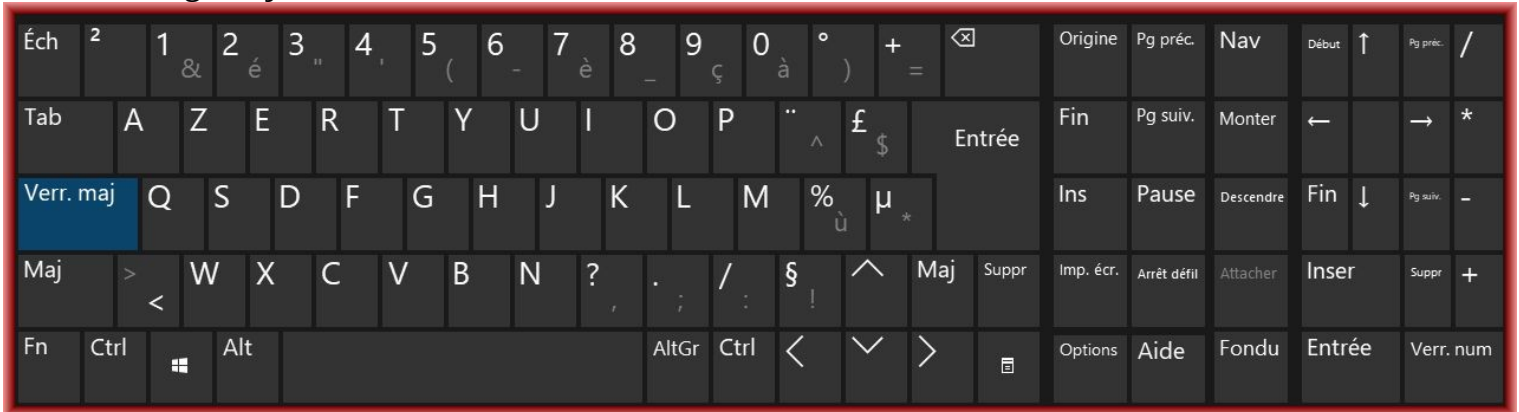 Éch ² 1 & 2 é 3 " 4 ' 5 ( 6 - 7 è 8 _ 9 ç 0 à ° ) + = Origine Pg préc. Nav Début ↑ Pg préc. /
Tab A Z E R T Y U I O P ¨ ^ £ $ Entrée Fin Pg suiv. Monter ← → *
Verr. maj Q S D F G H J K L M % ù µ * Ins Pause Descendre Fin ↓ Pg suiv. -
Maj > < W X C V B N ? , . ; / : § ! Maj Suppr Imp. écr. Arrêt défil Attacher Inser Suppr +
Fn Ctrl Alt AltGr Ctrl Options Aide Fondu Entrée Verr. num